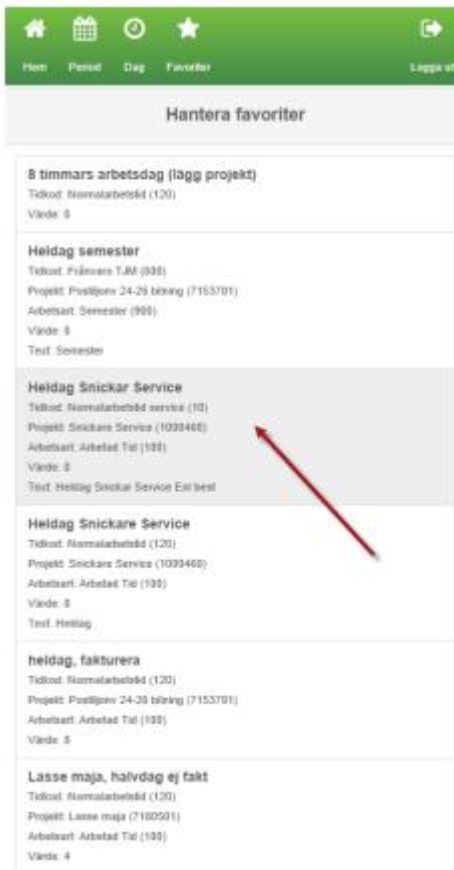 Hem Period Dag Favoriter Logga ut
Hantera favoriter
8 timmars arbetsdag (lägg projekt)
Tidkod: Normalarbetstid (120)
Värde: 8
Heldag semester
Tidkod: Frånvaro TJM (900)
Projekt: Postiljonv 24-26 bilning (7153701)
Arbetsart: Semester (900)
Värde: 8
Text: Semester
Heldag Snickar Service
Tidkod: Normalarbetstid service (10)
Projekt: Snickare Service (1000460)
Arbetsart: Arbetad Tid (100)
Värde: 8
Text: Heldag Snickar Service Enl best
Heldag Snickare Service
Tidkod: Normalarbetstid (120)
Projekt: Snickare Service (1000460)
Arbetsart: Arbetad Tid (100)
Värde: 8
Text: Heldag
heldag, fakturera
Tidkod: Normalarbetstid (120)
Projekt: Postiljonv 24-26 bilning (7153701)
Arbetsart: Arbetad Tid (100)
Värde: 8
Lasse maja, halvdag ej fakt
Tidkod: Normalarbetstid (120)
Projekt: Lasse maja (7160501)
Arbetsart: Arbetad Tid (100)
Värde: 4